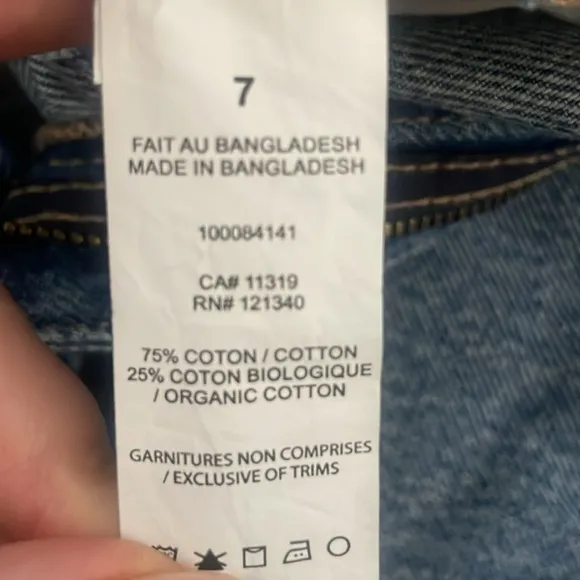 7
FAIT AU BANGLADESH
MADE IN BANGLADESH
100084141
CA# 11319
RN# 121340
75% COTON / COTTON
25% COTON BIOLOGIQUE
/ ORGANIC COTTON
GARNITURES NON COMPRISES
/ EXCLUSIVE OF TRIMS